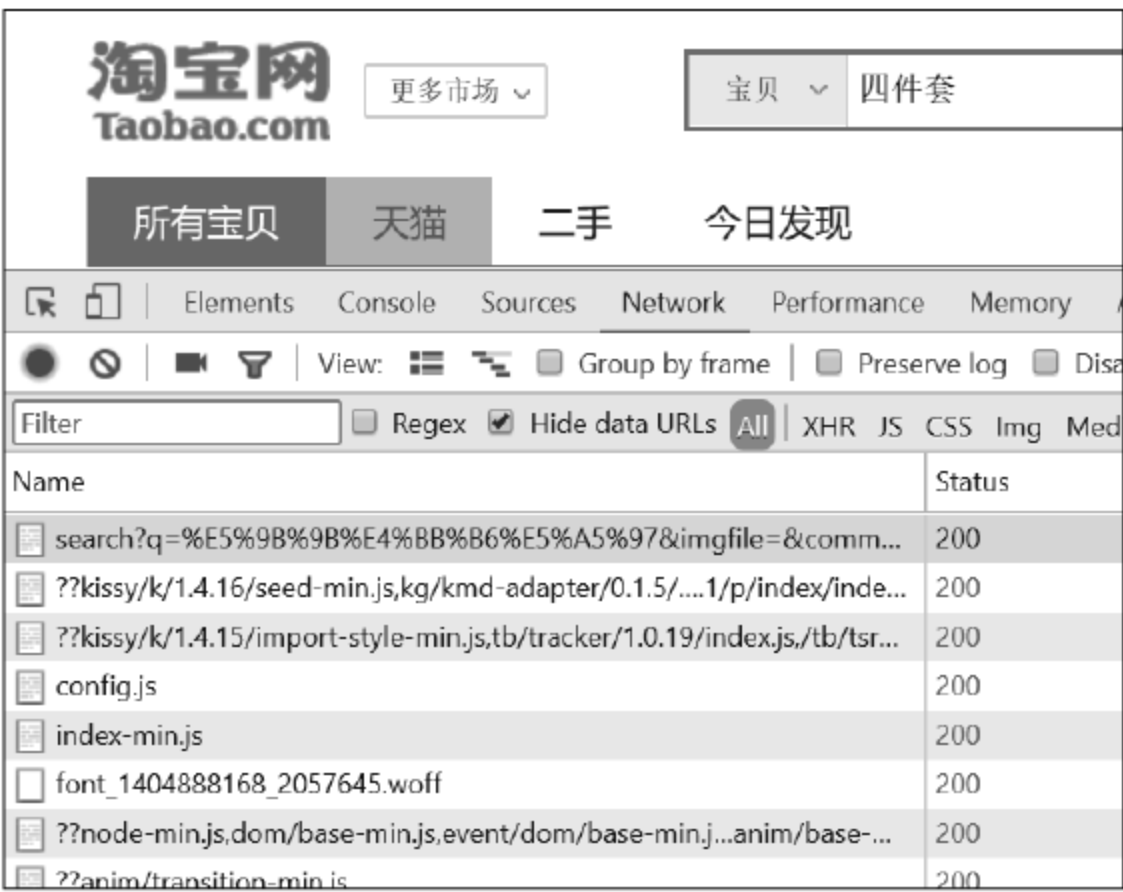 淘宝网
Taobao.com
更多市场
宝贝 四件套
所有宝贝 天猫 二手 今日发现
Elements Console Sources Network Performance Memory
View: Group by frame Preserve log Disa
Filter Regex Hide data URLs All XHR JS CSS Img Med
Name Status
search?q=%E5%9B%9B%E4%BB%B6%E5%A5%97&imgfile=&comm... 200
??kissy/k/1.4.16/seed-min.js,kg/kmd-adapter/0.1.5/....1/p/index/inde... 200
??kissy/k/1.4.15/import-style-min.js,tb/tracker/1.0.19/index.js,/tb/tsr... 200
config.js 200
index-min.js 200
font_1404888168_2057645.woff 200
??node-min.js,dom/base-min.js,event/dom/base-min.j...anim/base-... 200
??anim/transition-min.js 200